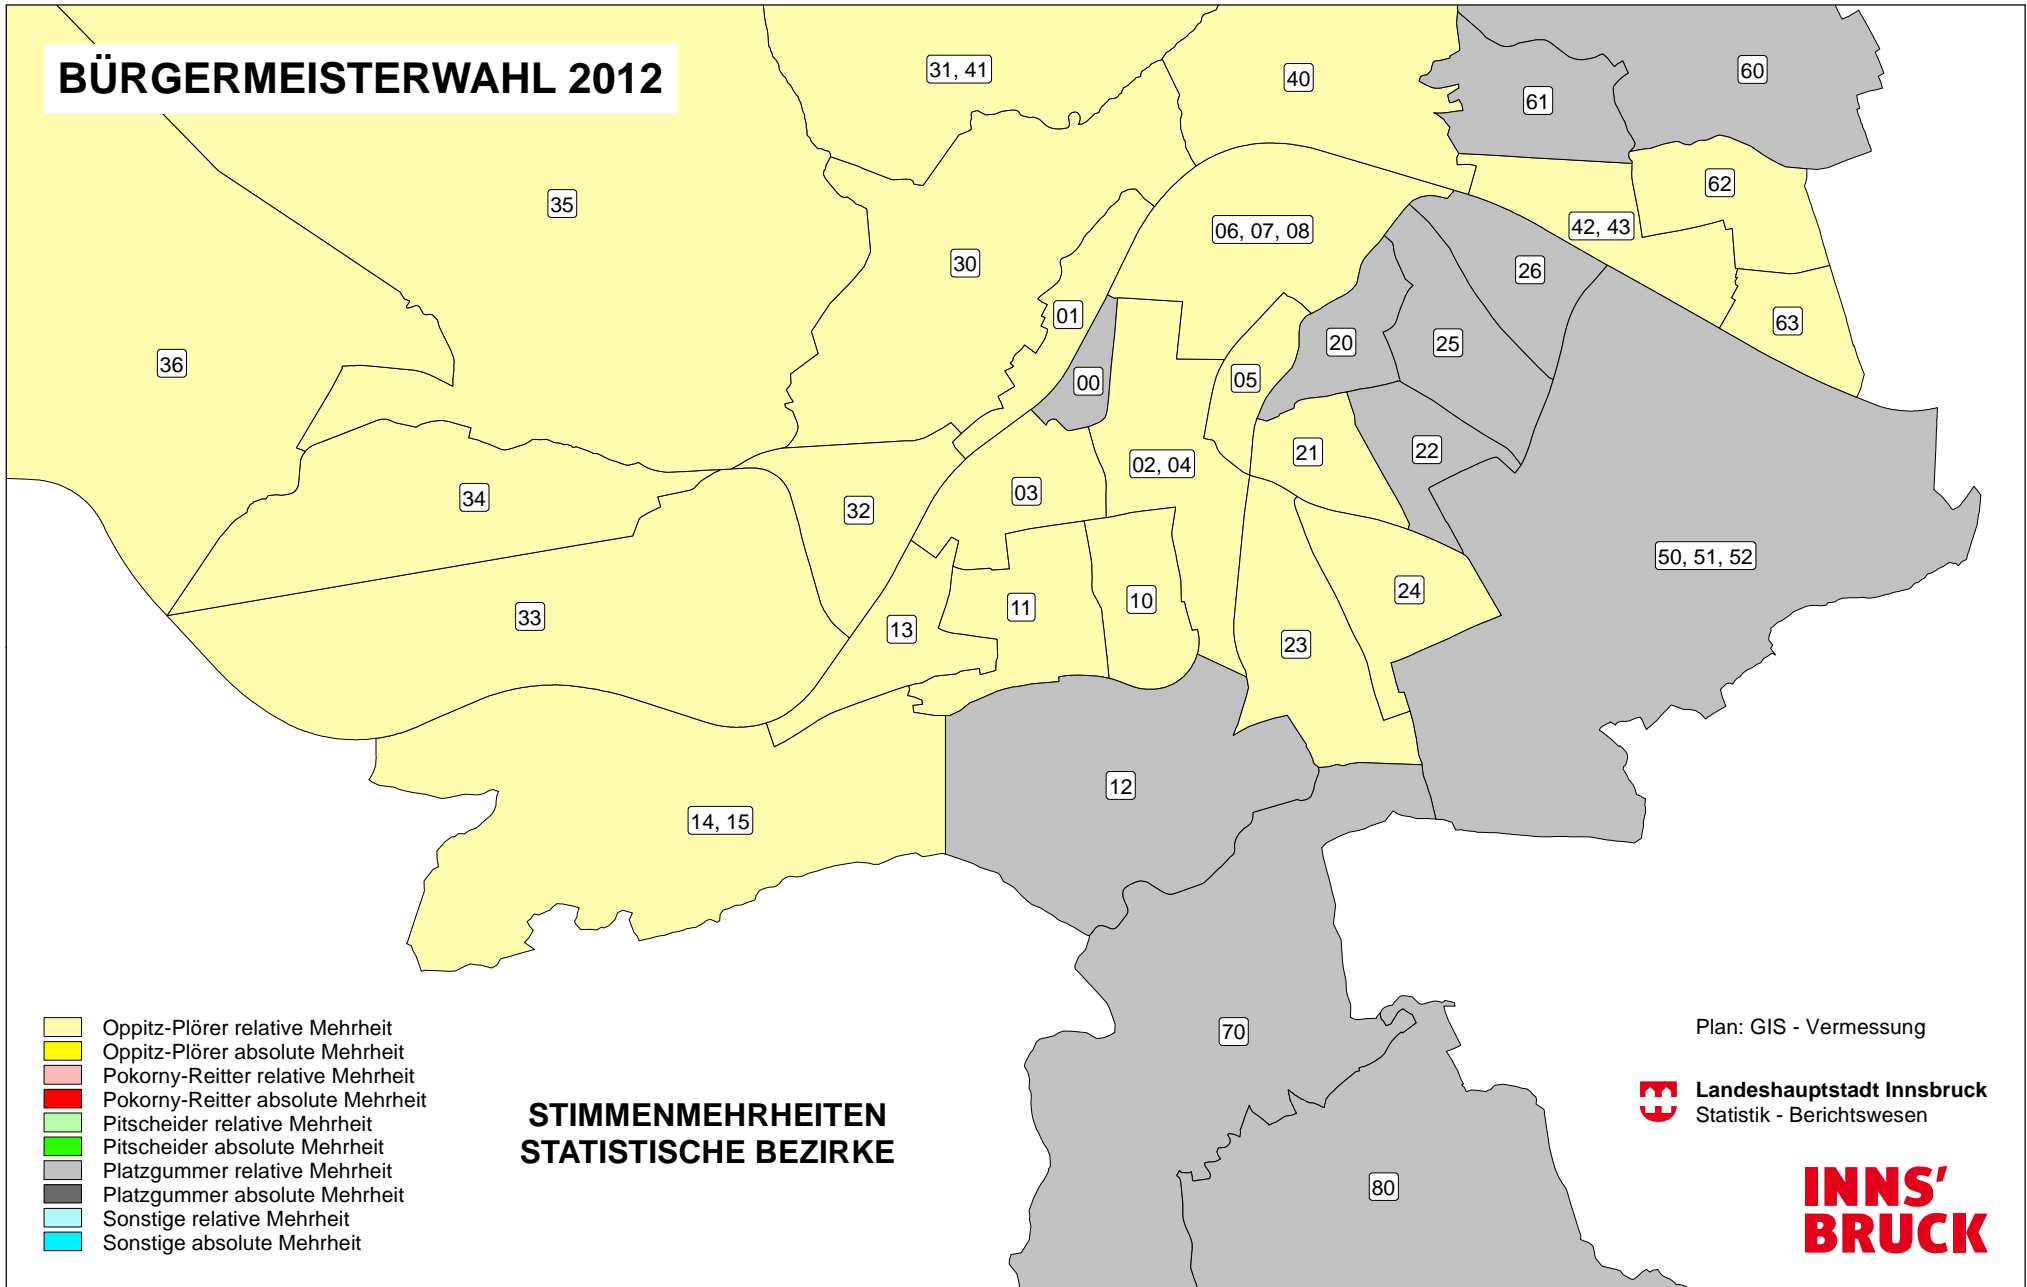 BÜRGERMEISTERWAHL 2012
31, 41
40
60
61
35
62
06, 07, 08
42, 43
30
26
01
63
20
25
36
00
05
22
21
02, 04
03
34
32
50, 51, 52
24
10
11
33
13
23
12
14, 15
70
80
Oppitz-Plörer relative Mehrheit
Oppitz-Plörer absolute Mehrheit
Pokorny-Reitter relative Mehrheit
Pokorny-Reitter absolute Mehrheit
Pitscheider relative Mehrheit
Pitscheider absolute Mehrheit
Platzgummer relative Mehrheit
Platzgummer absolute Mehrheit
Sonstige relative Mehrheit
Sonstige absolute Mehrheit
STIMMENMEHRHEITEN
STATISTISCHE BEZIRKE
Plan: GIS - Vermessung
Landeshauptstadt Innsbruck
Statistik - Berichtswesen
INNS'
BRUCK